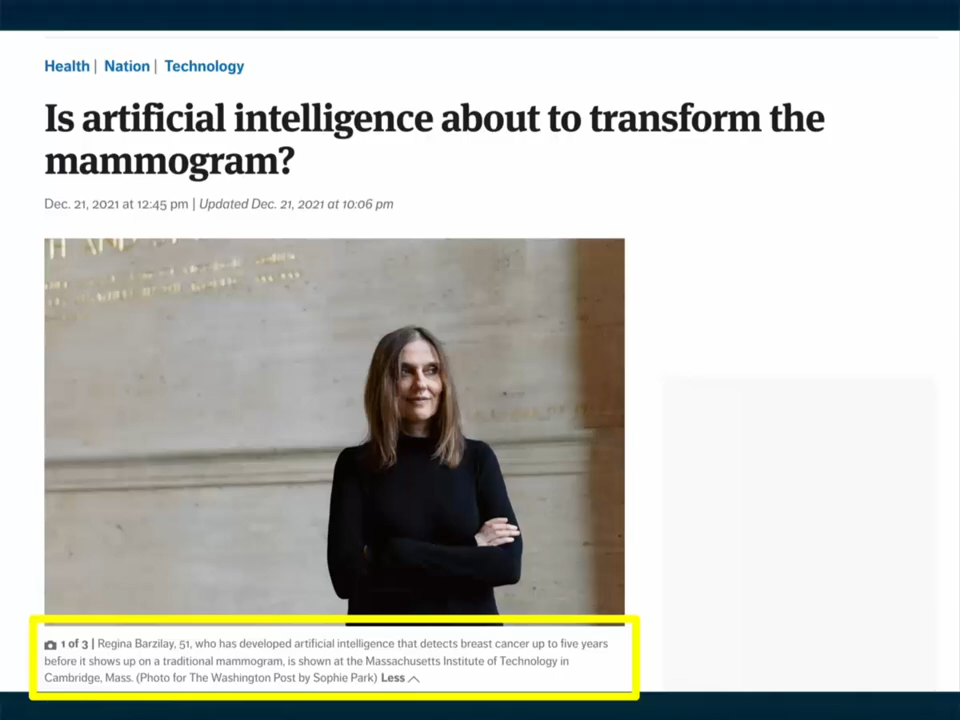 Health | Nation | Technology
Is artificial intelligence about to transform the
mammogram?
Dec. 21, 2021 at 12:45 pm | Updated Dec. 21, 2021 at 10:06 pm
1 of 3 | Regina Barzilay, 51, who has developed artificial intelligence that detects breast cancer up to five years
before it shows up on a traditional mammogram, is shown at the Massachusetts Institute of Technology in
Cambridge, Mass. (Photo for The Washington Post by Sophie Park) Less